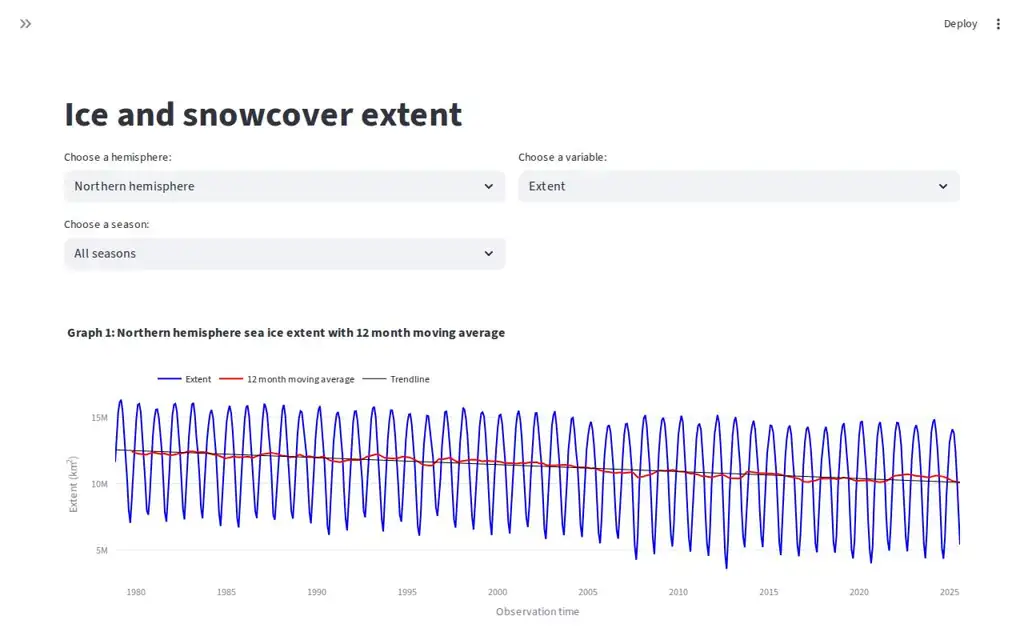 Deploy
Ice and snowcover extent
Choose a hemisphere:
Choose a variable:
Northern hemisphere
Extent
Choose a season:
All seasons
Graph 1: Northern hemisphere sea ice extent with 12 month moving average
Extent 12 month moving average Trendline
15M
10M
5M
Extent (km²)
1980 1985 1990 1995 2000 2005 2010 2015 2020 2025
Observation time